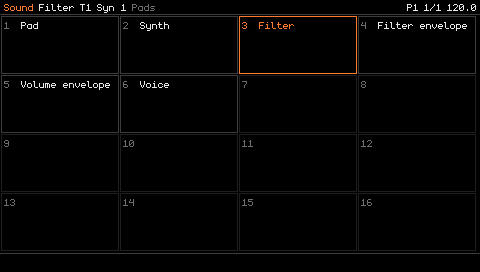 Sound Filter T1 Syn 1 Pads P1 1/1 120.0
1 Pad 2 Synth 3 Filter 4 Filter envelope
5 Volume envelope 6 Voice 7 8
9 10 11 12
13 14 15 16